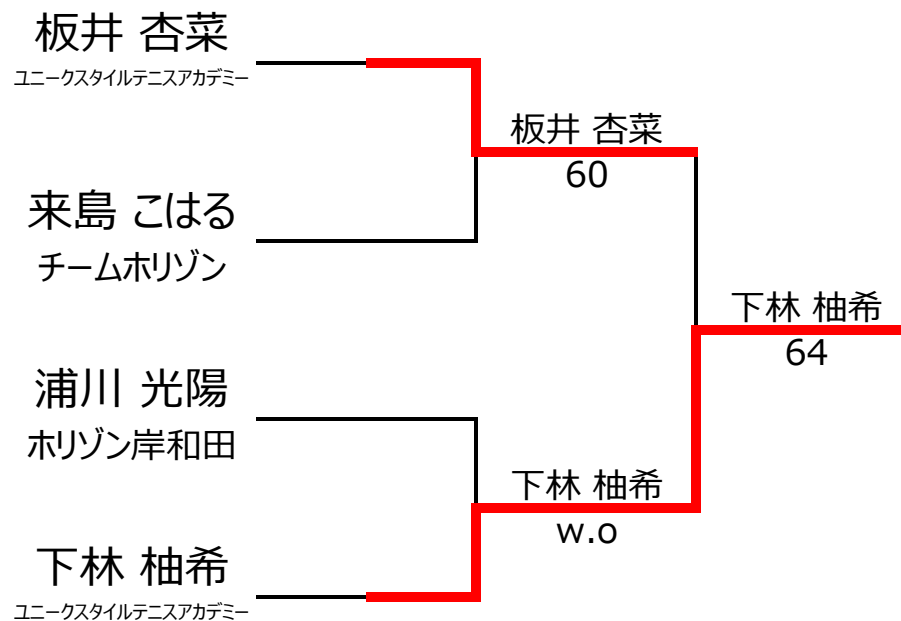 板井 杏菜
ユニークスタイルテニスアカデミー
板井 杏菜
60
来島 こはる
チームホリゾン
下林 柚希
64
浦川 光陽
ホリゾン岸和田
下林 柚希
w.o
下林 柚希
ユニークスタイルテニスアカデミー